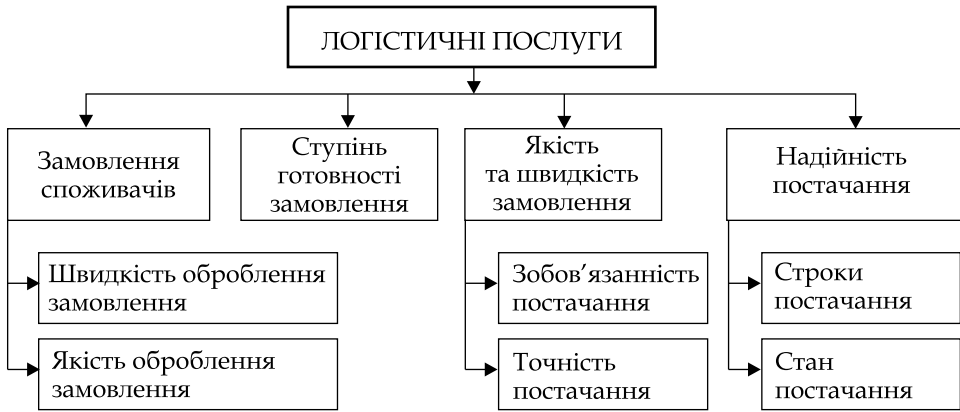 ЛОГІСТИЧНІ ПОСЛУГИ
Замовлення
споживачів
Ступінь
готовності
замовлення
Якість
та швидкість
замовлення
Надійність
постачання
Швидкість оброблення
замовлення
Якість оброблення
замовлення
Зобов’язанність
постачання
Точність
постачання
Строки
постачання
Стан
постачання